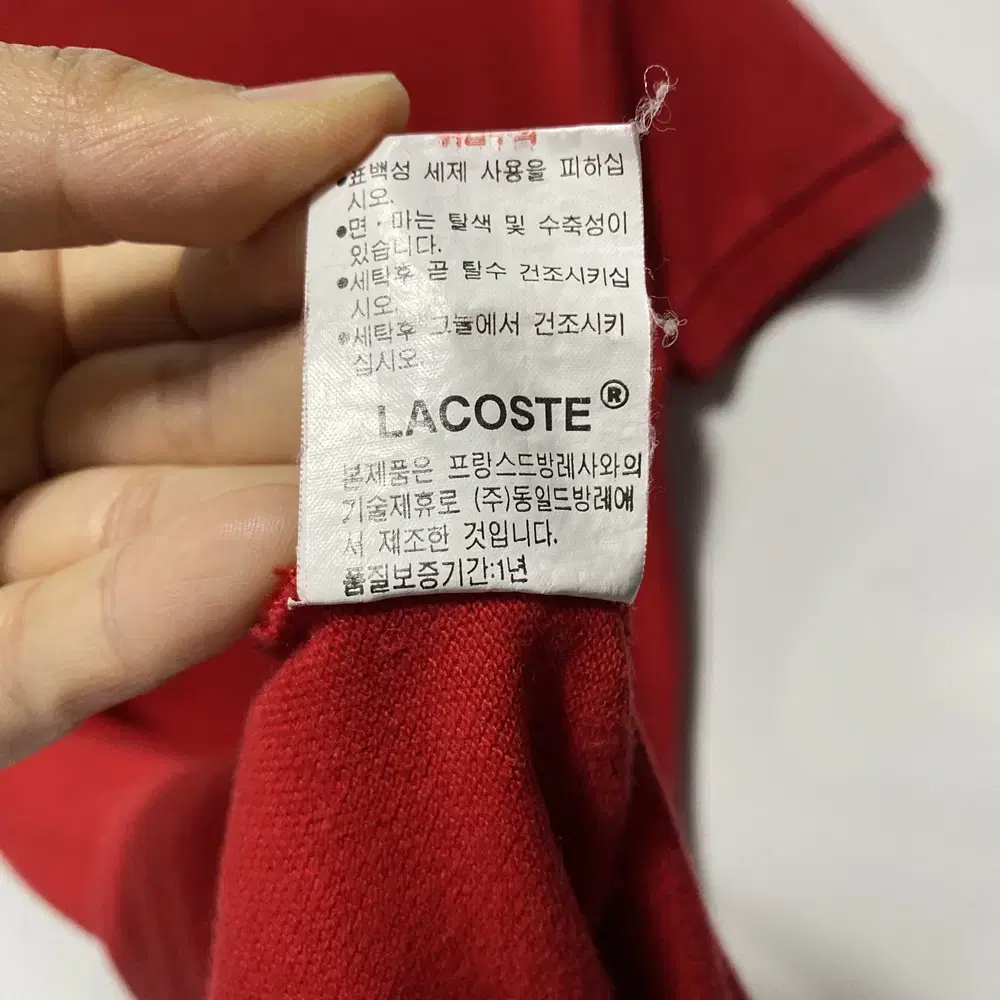 ●표백성 세제 사용을 피하십
시오.
●면·마는 탈색 및 수축성이
있습니다.
●세탁후 곧 탈수 건조시키십
시오.
●세탁후 그늘에서 건조시키
십시오.
LACOSTE®
본제품은 프랑스드방레사와의
기술제휴로 (주)동일드방레에
서 제조한 것입니다.
품질보증기간:1년